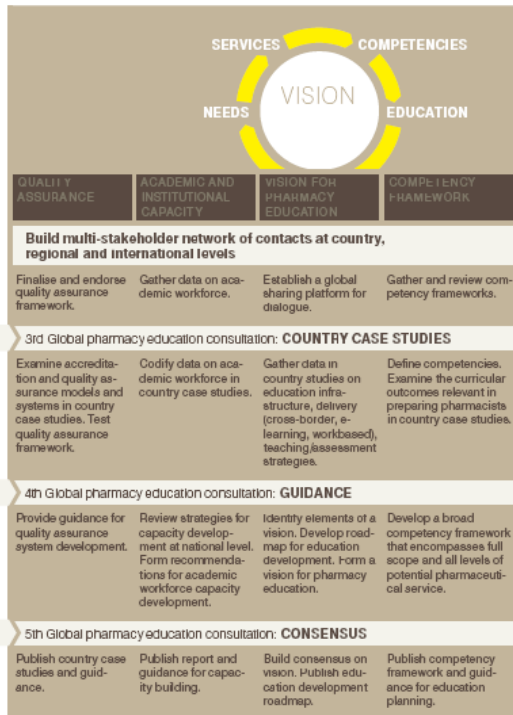 SERVICES
COMPETENCIES
VISION
NEEDS
EDUCATION
QUALITY
ASSURANCE
ACADEMIC AND
INSTITUTIONAL
CAPACITY
VISION FOR
PHARMACY
EDUCATION
COMPETENCY
FRAMEWORK
Build multi-stakeholder network of contacts at country,
regional and international levels
Finalise and endorse
quality assurance
framework.
Gather data on aca-
demic workforce.
Establish a global
sharing platform for
dialogue.
Gather and review com-
petency frameworks.
3rd Global pharmacy education consultation: COUNTRY CASE STUDIES
Examine accredita-
tion and quality as-
surance models and
systems in country
case studies. Test
quality assurance
framework.
Codify data on aca-
demic workforce in
country case studies.
Gather data in
country studies on
education infra-
structure, delivery
(cross-border, e-
learning, workbased),
teaching/assessment
strategies.
Define competencies.
Examine the curricular
outcomes relevant in
preparing pharmacists
in country case studies.
4th Global pharmacy education consultation: GUIDANCE
Provide guidance for
quality assurance
system development.
Review strategies for
capacity develop-
ment at national level.
Form recommenda-
tions for academic
workforce capacity
development.
Identify elements of a
vision. Develop road-
map for education
development. Form a
vision for pharmacy
education.
Develop a broad
competency framework
that encompasses full
scope and all levels of
potential pharmaceuti-
cal service.
5th Global pharmacy education consultation: CONSENSUS
Publish country case
studies and guid-
ance.
Publish report and
guidance for capac-
ity building.
Build consensus on
vision. Publish edu-
cation development
roadmap.
Publish competency
framework and guid-
ance for education
planning.